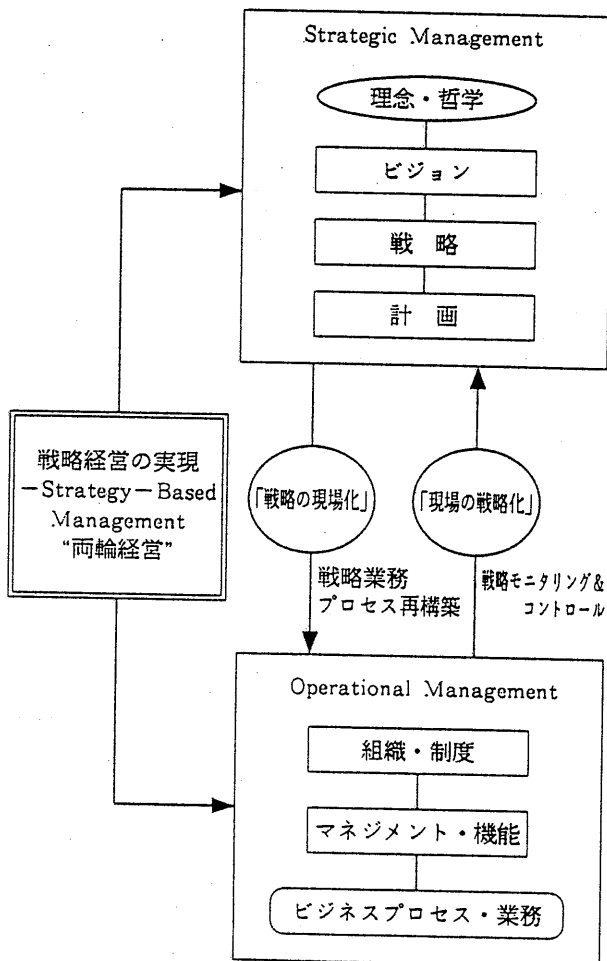 Strategic Management
理念・哲学
ビジョン
戦　略
計　画
戦略経営の実現
－Strategy－Based
Management
“両輪経営”
「戦略の現場化」
「現場の戦略化」
戦略業務
プロセス再構築
戦略モニタリング＆
コントロール
Operational Management
組織・制度
マネジメント・機能
ビジネスプロセス・業務